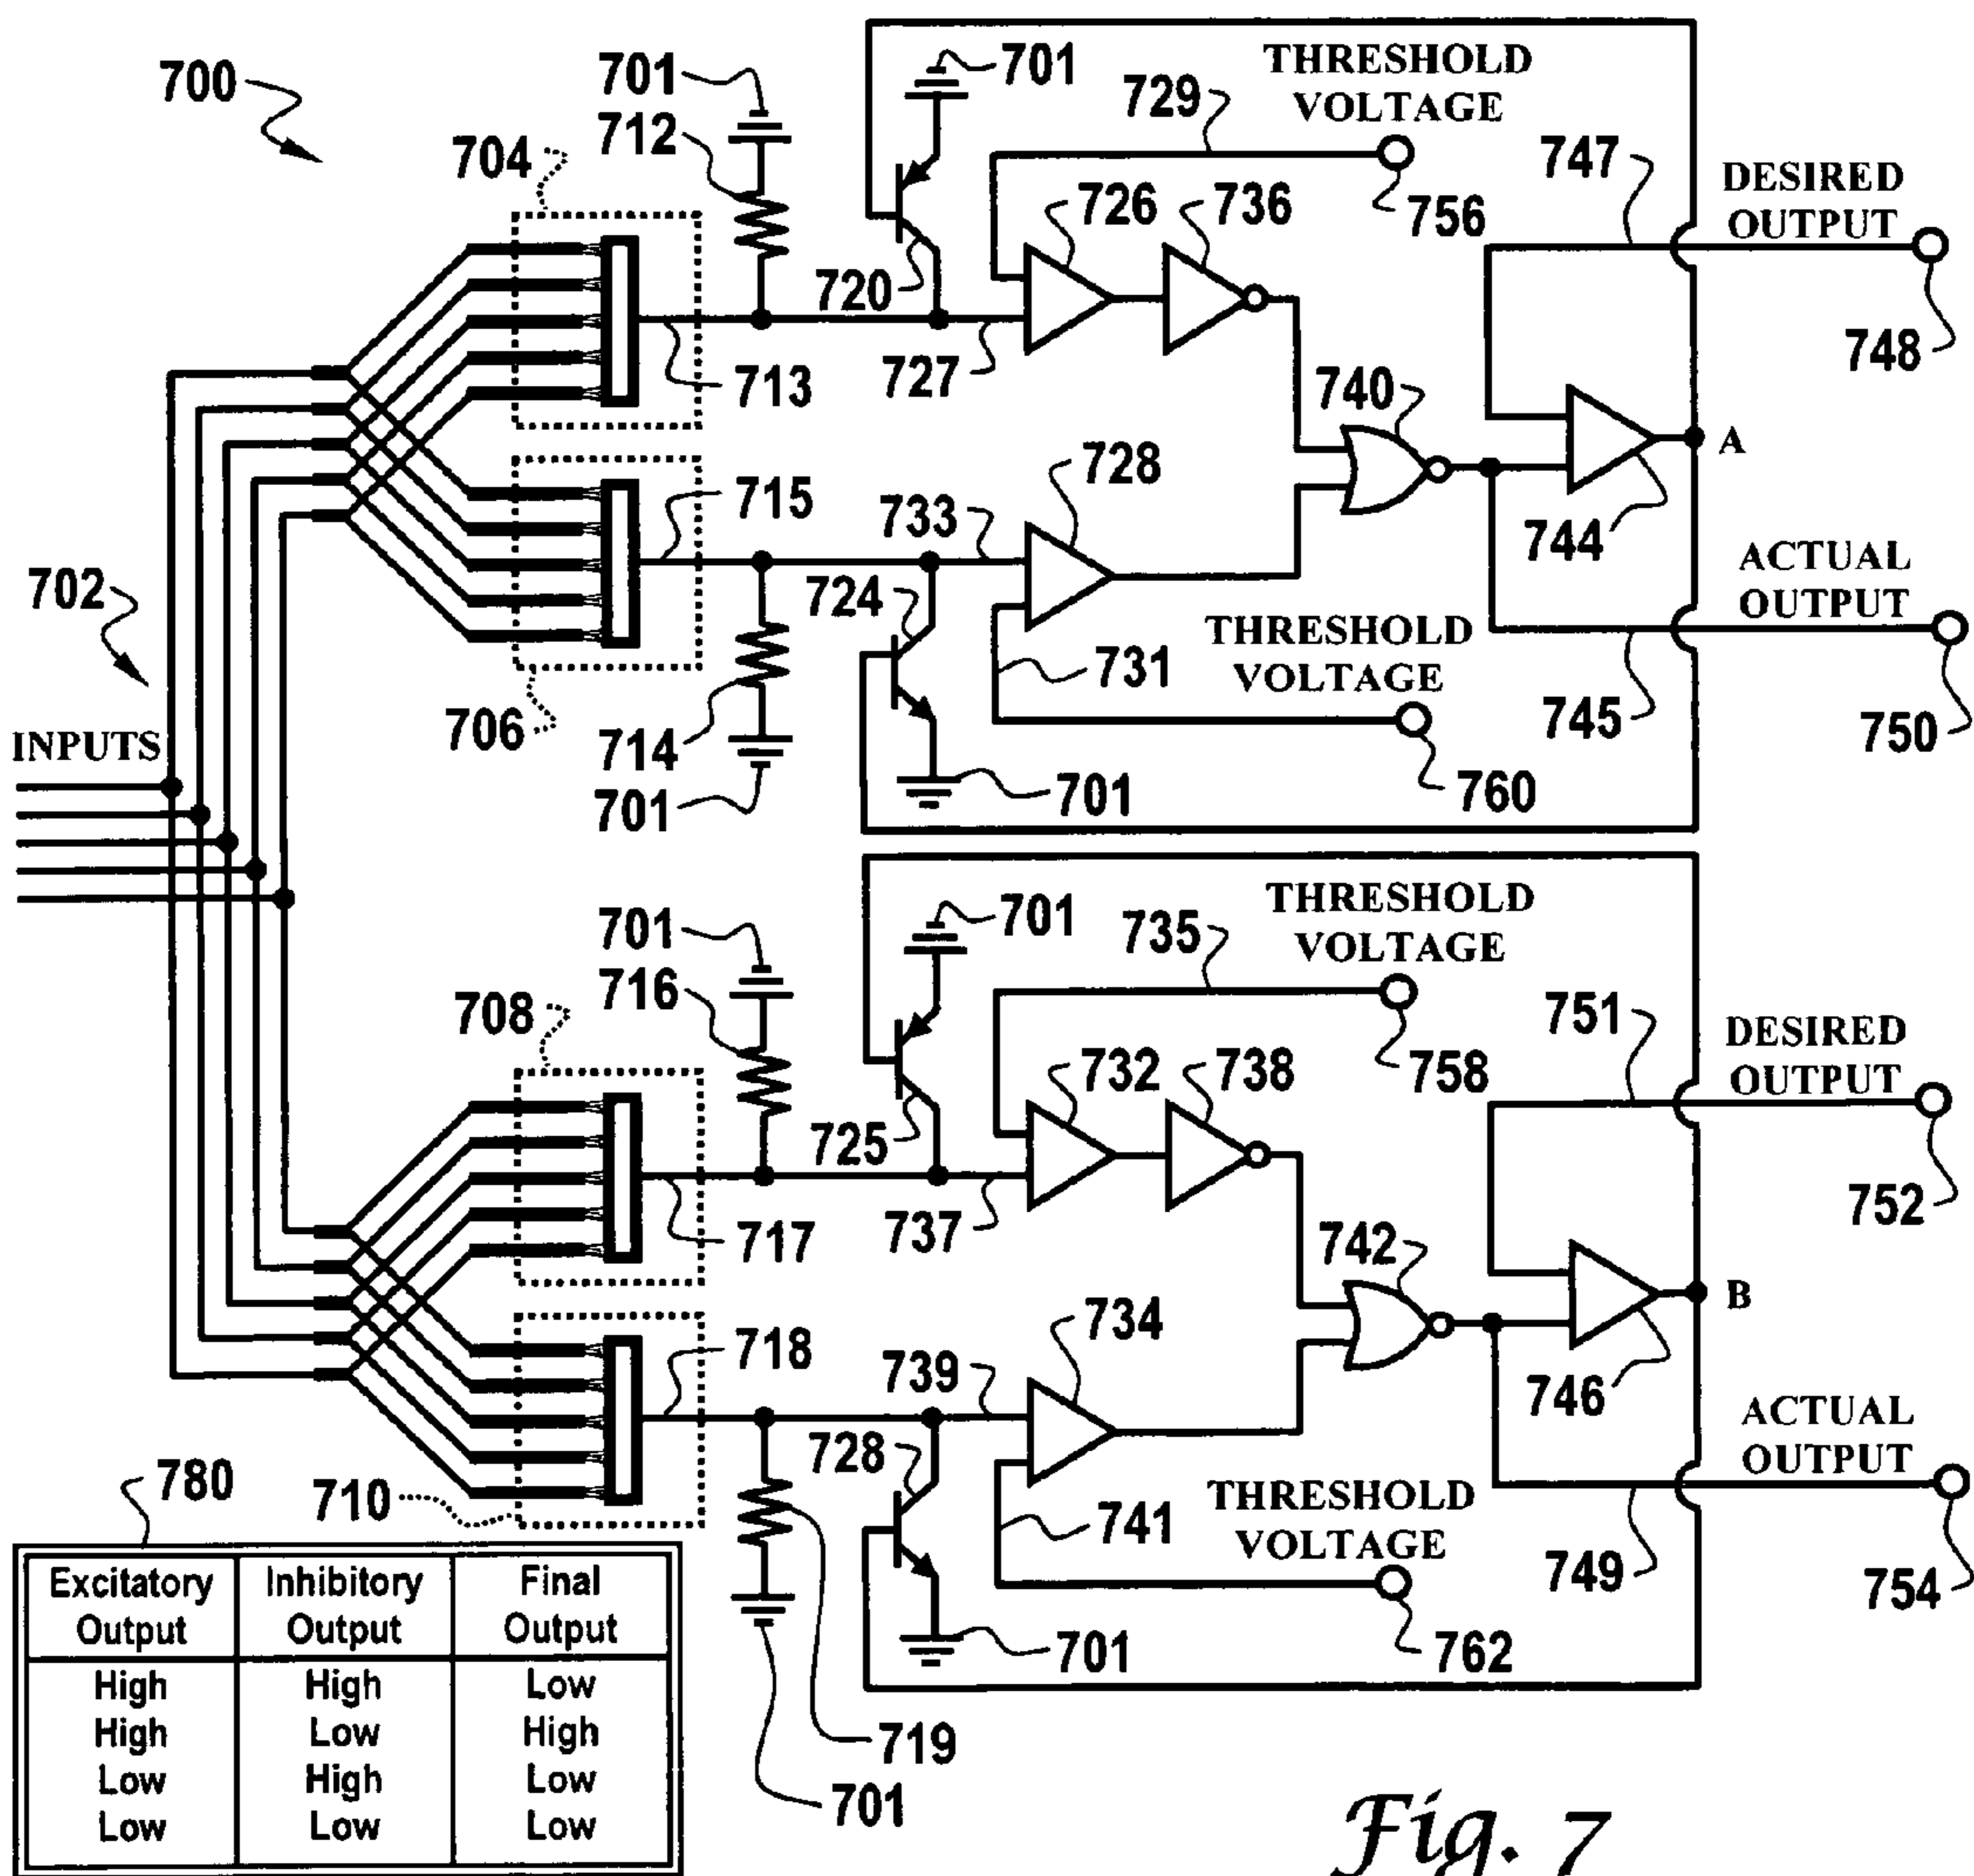 700
701
712
704
701
729
THRESHOLD
VOLTAGE
756
726
736
747
DESIRED
OUTPUT
748
720
713
727
740
A
744
728
715
733
724
702
706
714
701
701
731
THRESHOLD
VOLTAGE
760
ACTUAL
OUTPUT
745
750
INPUTS
701
716
708
701
735
THRESHOLD
VOLTAGE
758
732
738
751
DESIRED
OUTPUT
752
725
717
737
742
B
746
734
718
739
728
710
741
THRESHOLD
VOLTAGE
762
ACTUAL
OUTPUT
749
754
701
719
701
780
Excitatory Output Inhibitory Output Final Output
High High Low
High Low High
Low High Low
Low Low Low
Fig. 7